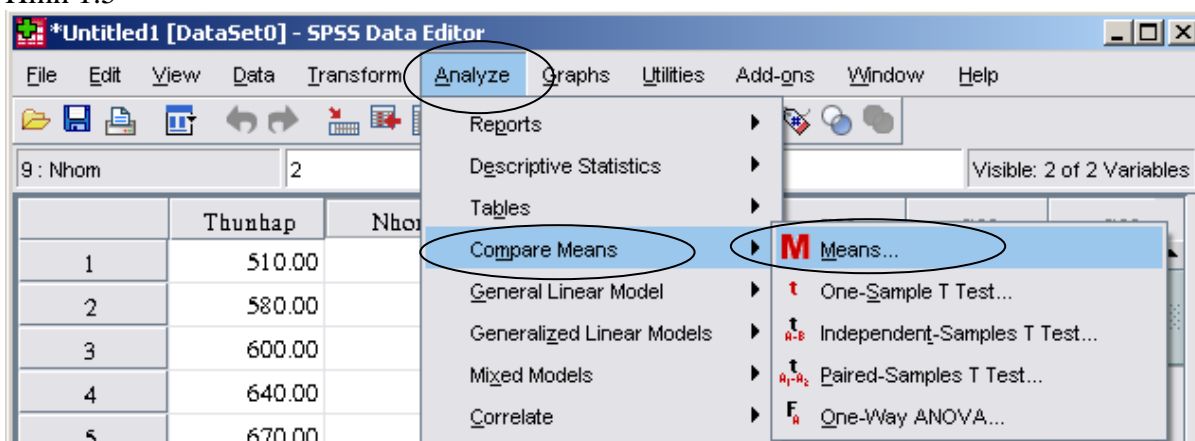 *Untitled1 [DataSet0] - SPSS Data Editor
File Edit View Data Transform Analyze Graphs Utilities Add-ons Window Help
9 : Nhom 2 Visible: 2 of 2 Variables
Thunhap
1 510.00
2 580.00
3 600.00
4 640.00
5 670.00
Reports
Descriptive Statistics
Tables
Compare Means
General Linear Model
Generalized Linear Models
Mixed Models
Correlate
M Means...
t One-Sample T Test...
t A-B Independent-Samples T Test...
t A1-A2 Paired-Samples T Test...
F A One-Way ANOVA...